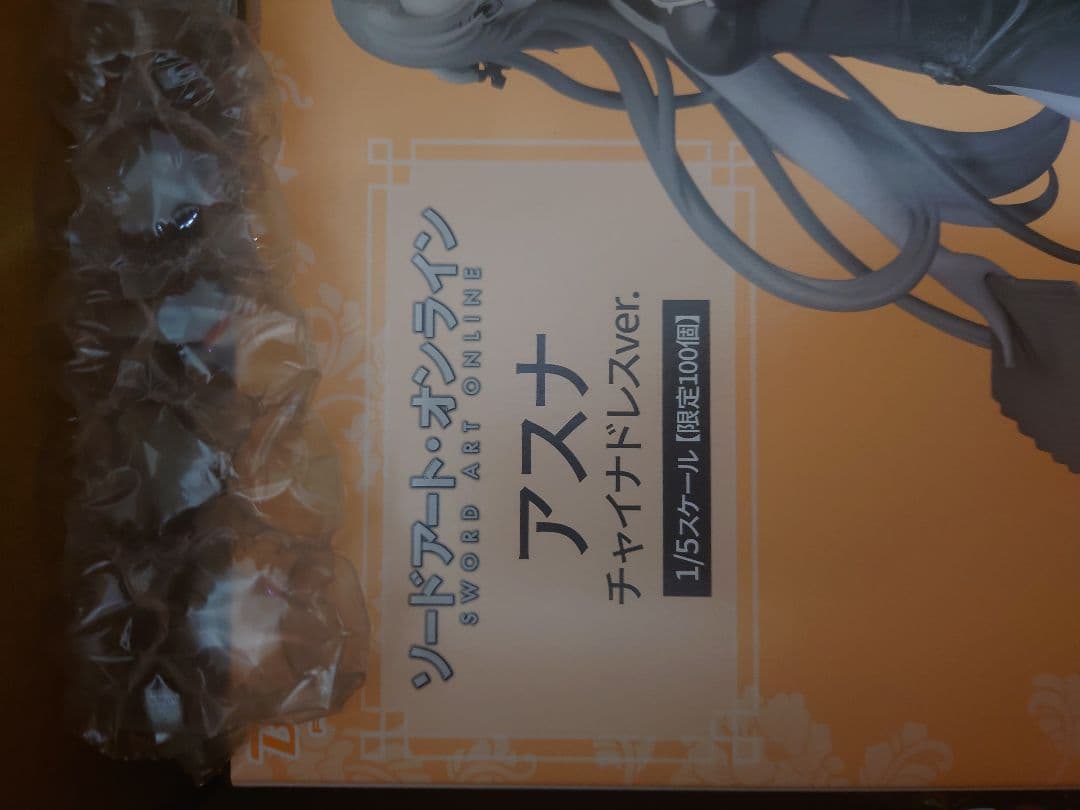 ソードアート・オンライン
SWORD ART ONLINE
アスナ
チャイナドレスver.
1/5スケール【限定100個】